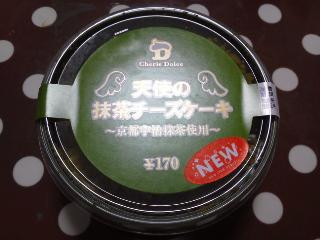 Cherie Dolce
天使の
抹茶チーズケーキ
～京都宇治抹茶使用～
¥170
NEW